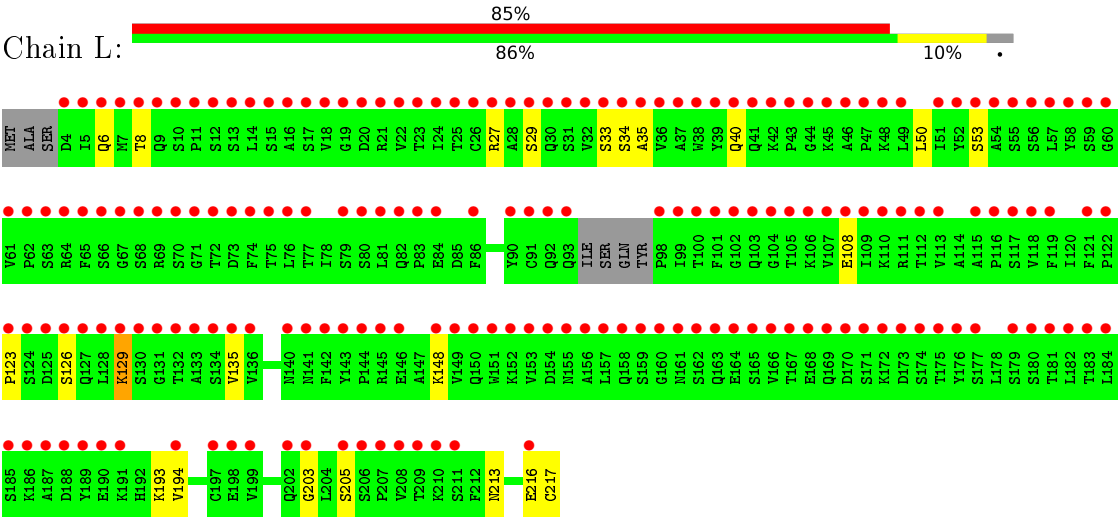 85%
Chain L:
86% 10% •
MET ALA SER D4 I5 Q6 M7 T8 Q9 S10 P11 S12 S13 L14 S15 A16 S17 V18 G19 D20 R21 V22 T23 I24 T25 C26 R27 A28 S29 Q30 S31 V32 S33 S34 A35 V36 A37 W38 Y39 Q40 Q41 K42 P43 G44 K45 A46 P47 K48 L49 L50 I51 Y52 S53 A54 S55 S56 L57 Y58 S59 G60
V61 P62 S63 R64 F65 S66 G67 S68 R69 S70 G71 T72 D73 F74 T75 L76 T77 I78 S79 S80 L81 Q82 P83 E84 D85 F86 Y90 C91 Q92 Q93 ILE SER GLN TYR P98 I99 T100 F101 G102 Q103 G104 T105 K106 V107 E108 I109 K110 R111 T112 V113 A114 A115 P116 S117 V118 F119 I120 F121 P122
P123 S124 D125 S126 Q127 L128 K129 S130 G131 T132 A133 S134 V135 V136 N140 N141 F142 Y143 P144 R145 E146 A147 K148 V149 Q150 W151 K152 V153 D154 N155 A156 L157 Q158 S159 G160 N161 S162 Q163 E164 S165 V166 T167 E168 Q169 D170 S171 K172 D173 S174 T175 Y176 S177 L178 S179 S180 T181 L182 T183 L184
S185 K186 A187 D188 Y189 E190 K191 H192 K193 V194 C197 E198 V199 Q202 G203 L204 S205 S206 P207 V208 T209 K210 S211 F212 N213 E216 C217